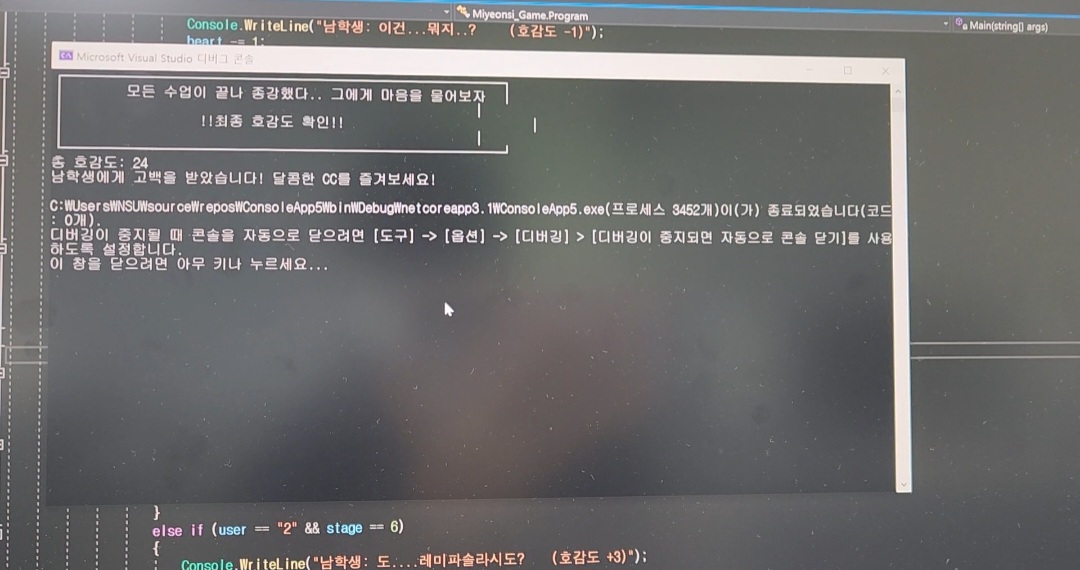 Miyeonsi_Game.Program
Main(string[] args)
Console.WriteLine("남학생: 이건...뭐지..? (호감도 -1)");
heart -= 1;
Microsoft Visual Studio 디버그 콘솔
모든 수업이 끝나 종강했다.. 그에게 마음을 물어보자
!!최종 호감도 확인!!
총 호감도: 24
남학생에게 고백을 받았습니다! 달콤한 CC를 즐겨보세요!
C:₩Users₩NSU₩source₩repos₩ConsoleApp5₩bin₩Debug₩netcoreapp3.1₩ConsoleApp5.exe(프로세스 3452개)이(가) 종료되었습니다(코드
: 0개).
디버깅이 중지될 때 콘솔을 자동으로 닫으려면 [도구] -> [옵션] -> [디버깅] > [디버깅이 중지되면 자동으로 콘솔 닫기]를 사용
하도록 설정합니다.
이 창을 닫으려면 아무 키나 누르세요...
}
else if (user == "2" && stage == 6)
{
Console.WriteLine("남학생: 도....레미파솔라시도? (호감도 +3)");